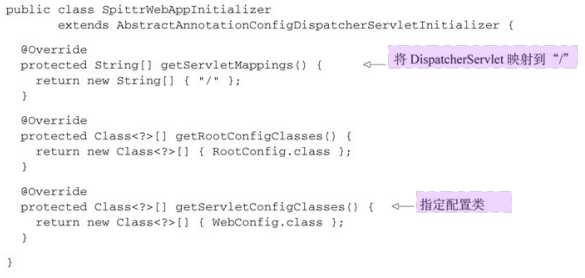 public class SpittrWebAppInitializer
extends AbstractAnnotationConfigDispatcherServletInitializer {
@Override
protected String[] getServletMappings() {
将 DispatcherServlet 映射到“/”
return new String[] { "/" };
}
@Override
protected Class<?>[] getRootConfigClasses() {
return new Class<?>[] { RootConfig.class };
}
@Override
protected Class<?>[] getServletConfigClasses() {
指定配置类
return new Class<?>[] { WebConfig.class };
}
}